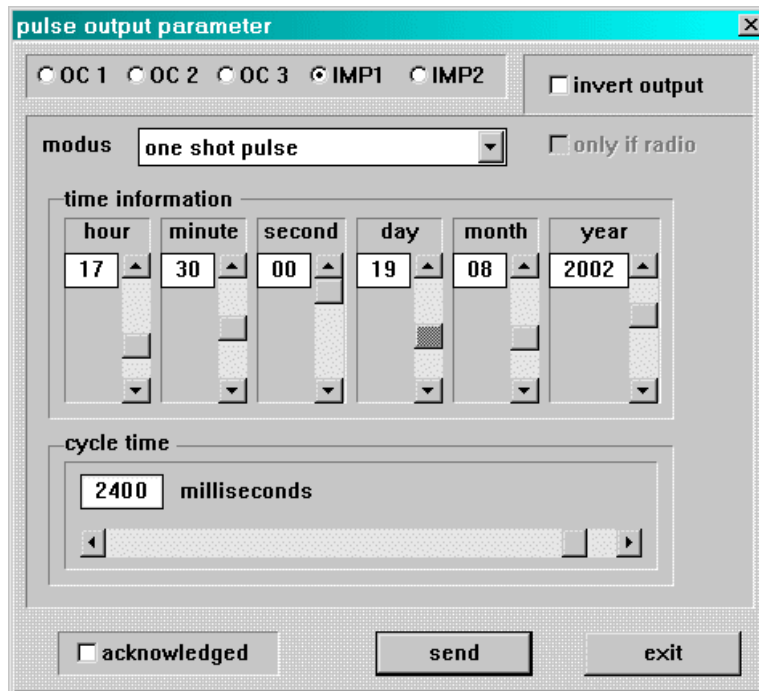 pulse output parameter
OC 1 OC 2 OC 3 IMP1 IMP2
invert output
modus one shot pulse
only if radio
time information
hour minute second day month year
17 30 00 19 08 2002
cycle time
2400 milliseconds
acknowledged send exit